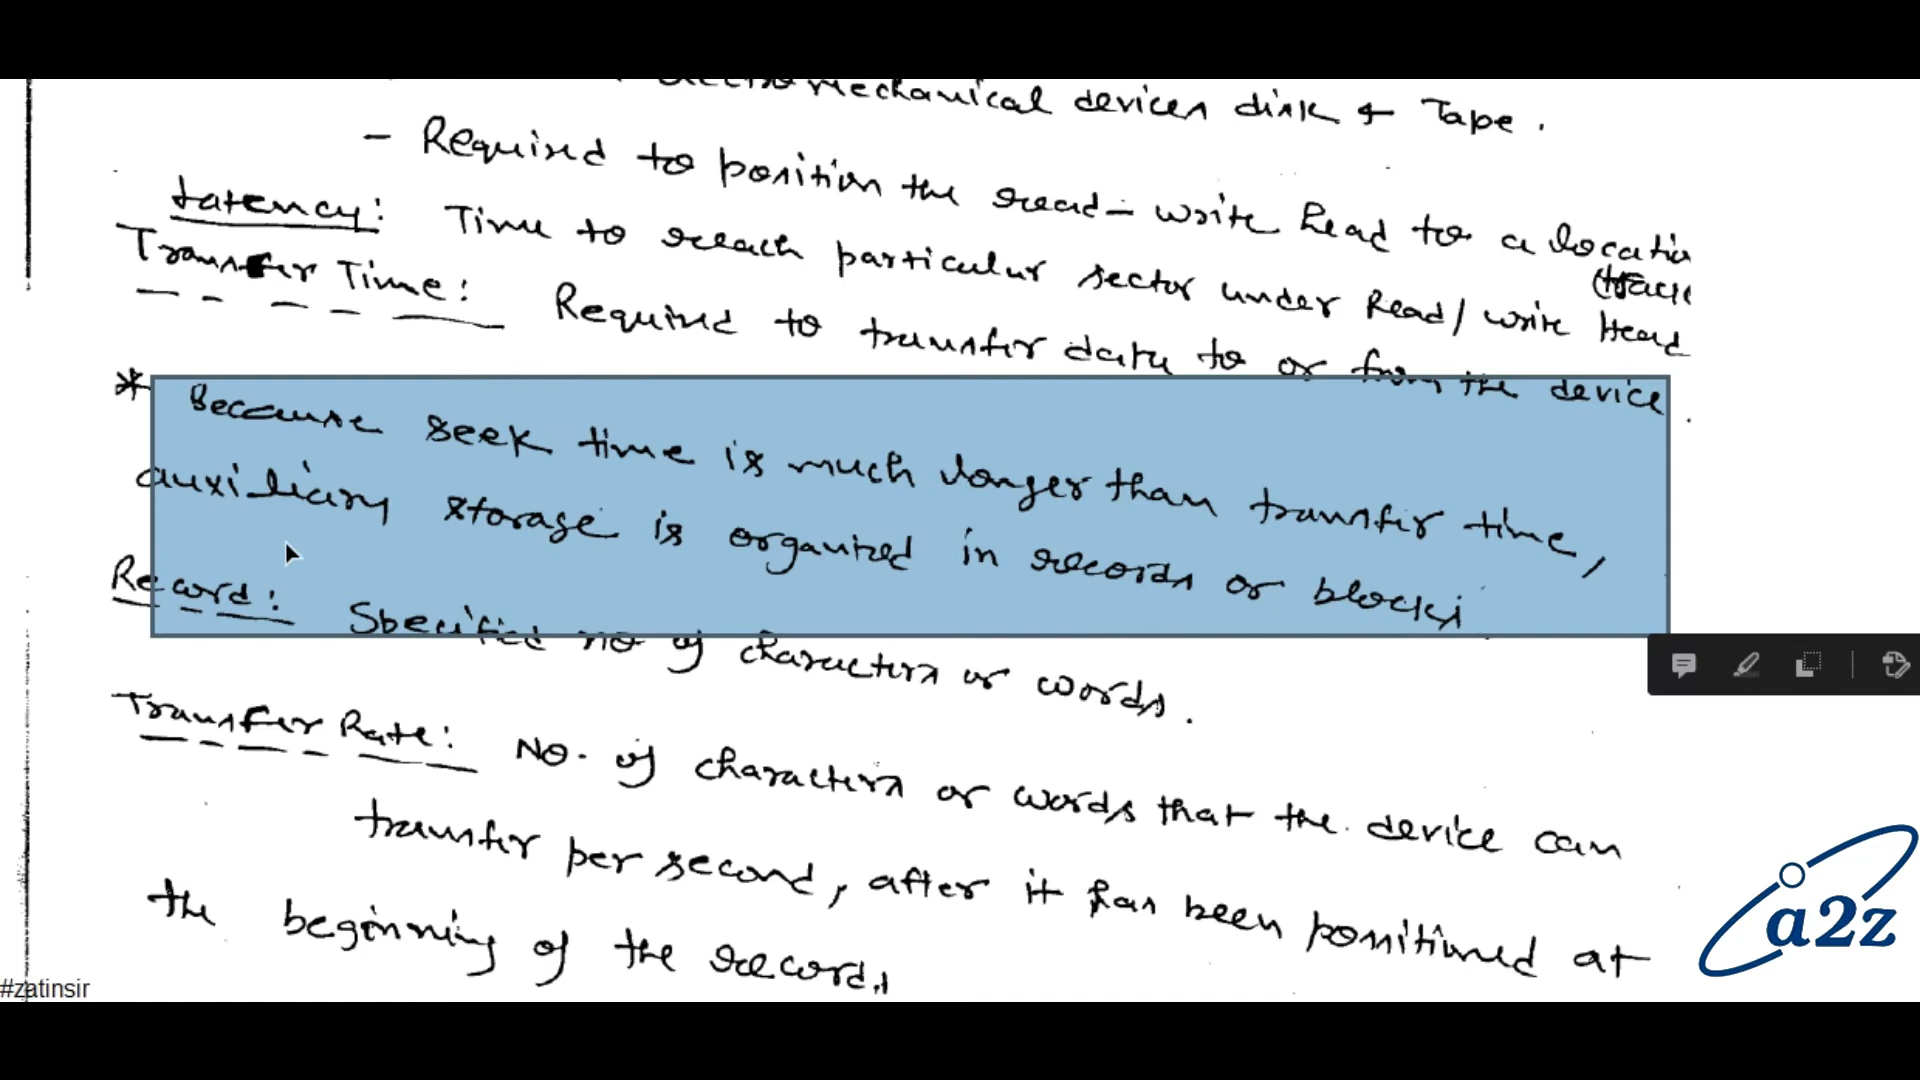 electromechanical devices disk & Tape.
- Required to position the read-write head to a locatio
(track
Latency: Time to reach particular sector under Read/write Head
Transfer Time: Required to transfer data to or from the device.
* Because seek time is much longer than transfer time,
auxiliary storage is organized in records or blocks
Record: Specified no of characters or words.
Transfer Rate: No. of characters or words that the device can
transfer per second, after it has been positioned at
the beginning of the record.
a2z
#zatinsir